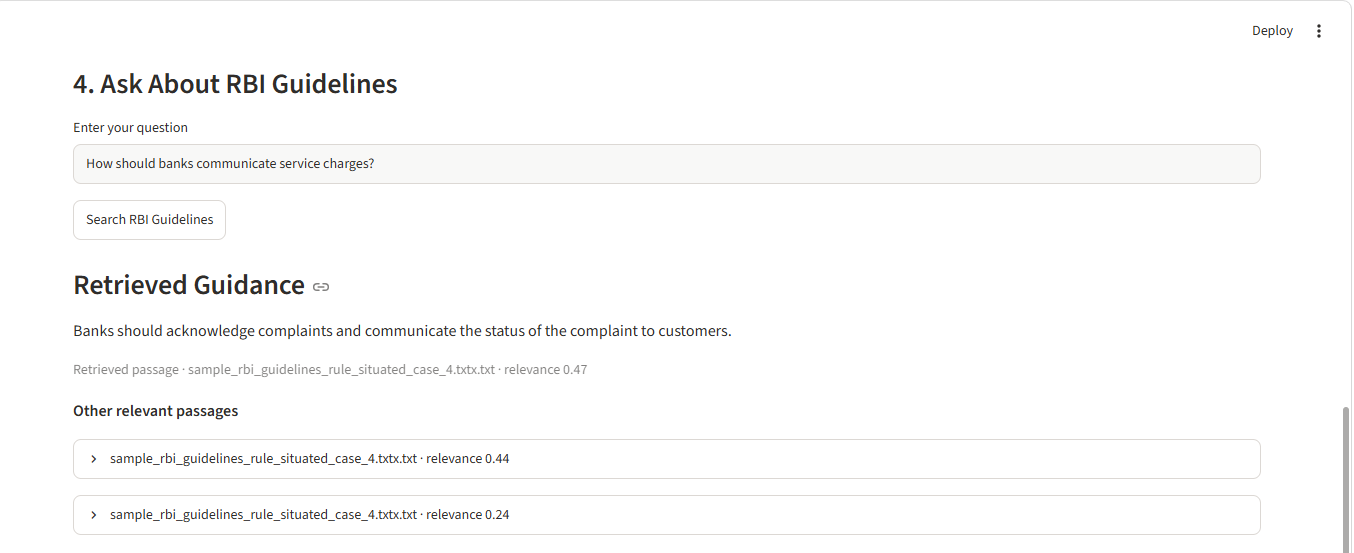 Deploy
4. Ask About RBI Guidelines
Enter your question
How should banks communicate service charges?
Search RBI Guidelines
Retrieved Guidance
Banks should acknowledge complaints and communicate the status of the complaint to customers.
Retrieved passage · sample_rbi_guidelines_rule_situated_case_4.txtx.txt · relevance 0.47
Other relevant passages
sample_rbi_guidelines_rule_situated_case_4.txtx.txt · relevance 0.44
sample_rbi_guidelines_rule_situated_case_4.txtx.txt · relevance 0.24